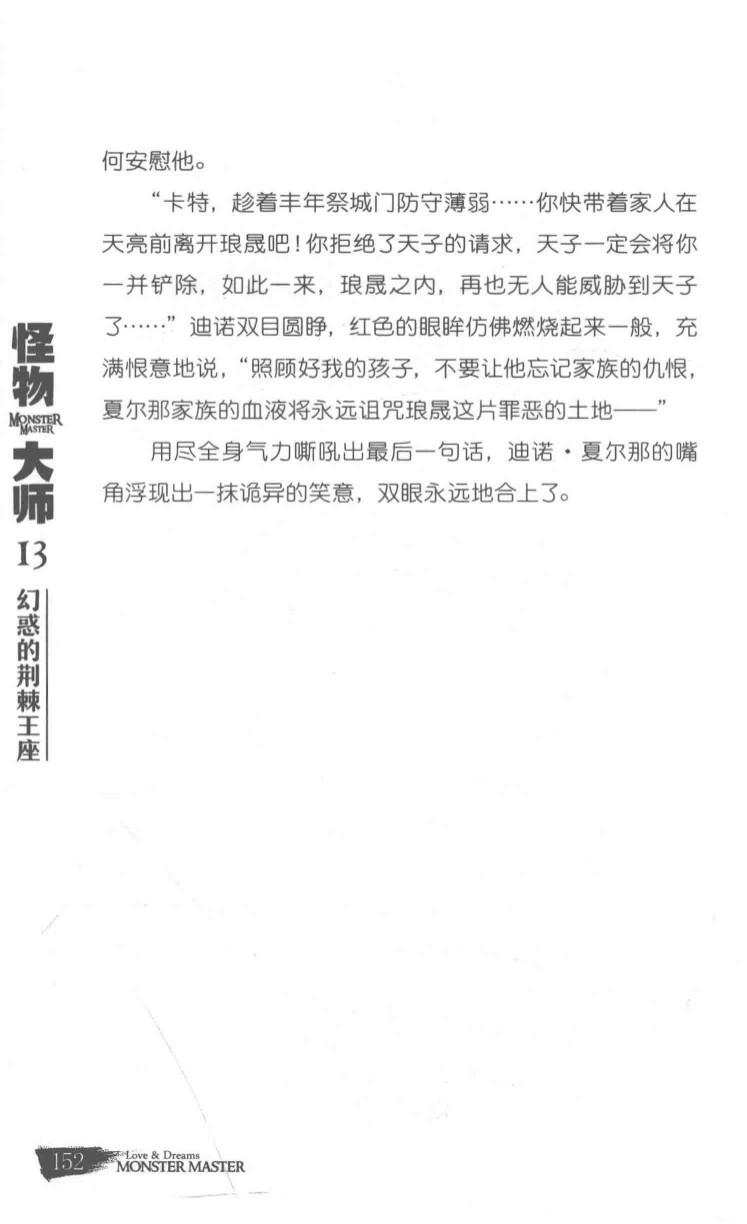 何安慰他。
“卡特，趁着丰年祭城门防守薄弱……你快带着家人在
天亮前离开琅晟吧！你拒绝了天子的请求，天子一定会将你
一并铲除，如此一来，琅晟之内，再也无人能威胁到天子
了……”迪诺双目圆睁，红色的眼眸仿佛燃烧起来一般，充
满恨意地说，“照顾好我的孩子，不要让他忘记家族的仇恨，
夏尔那家族的血液将永远诅咒琅晟这片罪恶的土地——”
用尽全身气力嘶吼出最后一句话，迪诺·夏尔那的嘴
角浮现出一抹诡异的笑意，双眼永远地合上了。
怪物
MONSTER
MASTER
大师
13
幻惑的荆棘王座
152
Love & Dreams
MONSTER MASTER